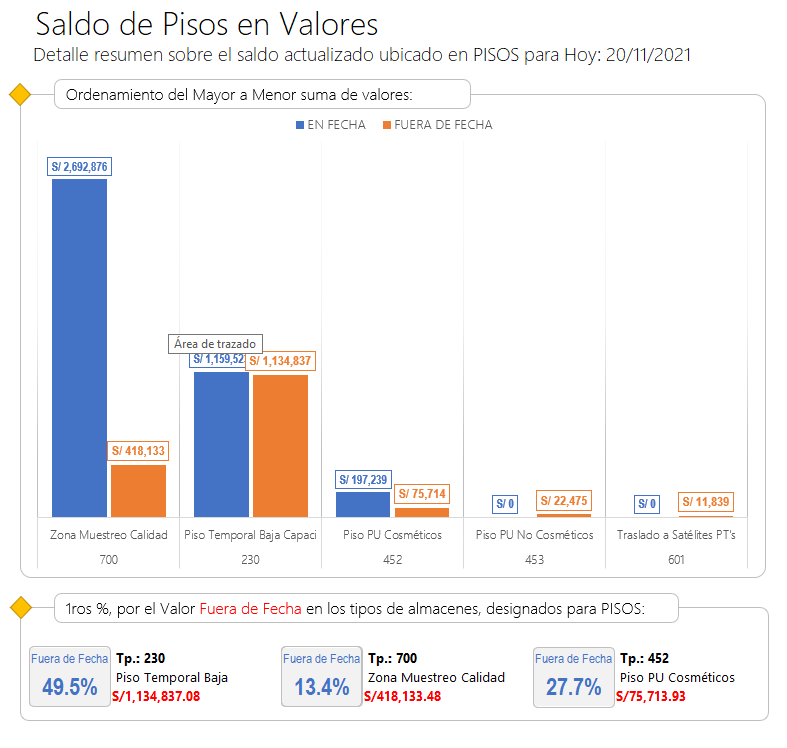 Saldo de Pisos en Valores
Detalle resumen sobre el saldo actualizado ubicado en PISOS para Hoy: 20/11/2021
Ordenamiento del Mayor a Menor suma de valores:
EN FECHA FUERA DE FECHA
S/ 2,692,876
Área de trazado
S/ 1,159,52
S/ 1,134,837
S/ 418,133
S/ 197,239
S/ 75,714
S/ 0
S/ 22,475
S/ 0
S/ 11,839
Zona Muestreo Calidad Piso Temporal Baja Capaci Piso PU Cosméticos Piso PU No Cosméticos Traslado a Satélites PT's
700 230 452 453 601
1ros %, por el Valor Fuera de Fecha en los tipos de almacenes, designados para PISOS:
Fuera de Fecha
49.5%
Tp.: 230
Piso Temporal Baja
S/1,134,837.08
Fuera de Fecha
13.4%
Tp.: 700
Zona Muestreo Calidad
S/418,133.48
Fuera de Fecha
27.7%
Tp.: 452
Piso PU Cosméticos
S/75,713.93